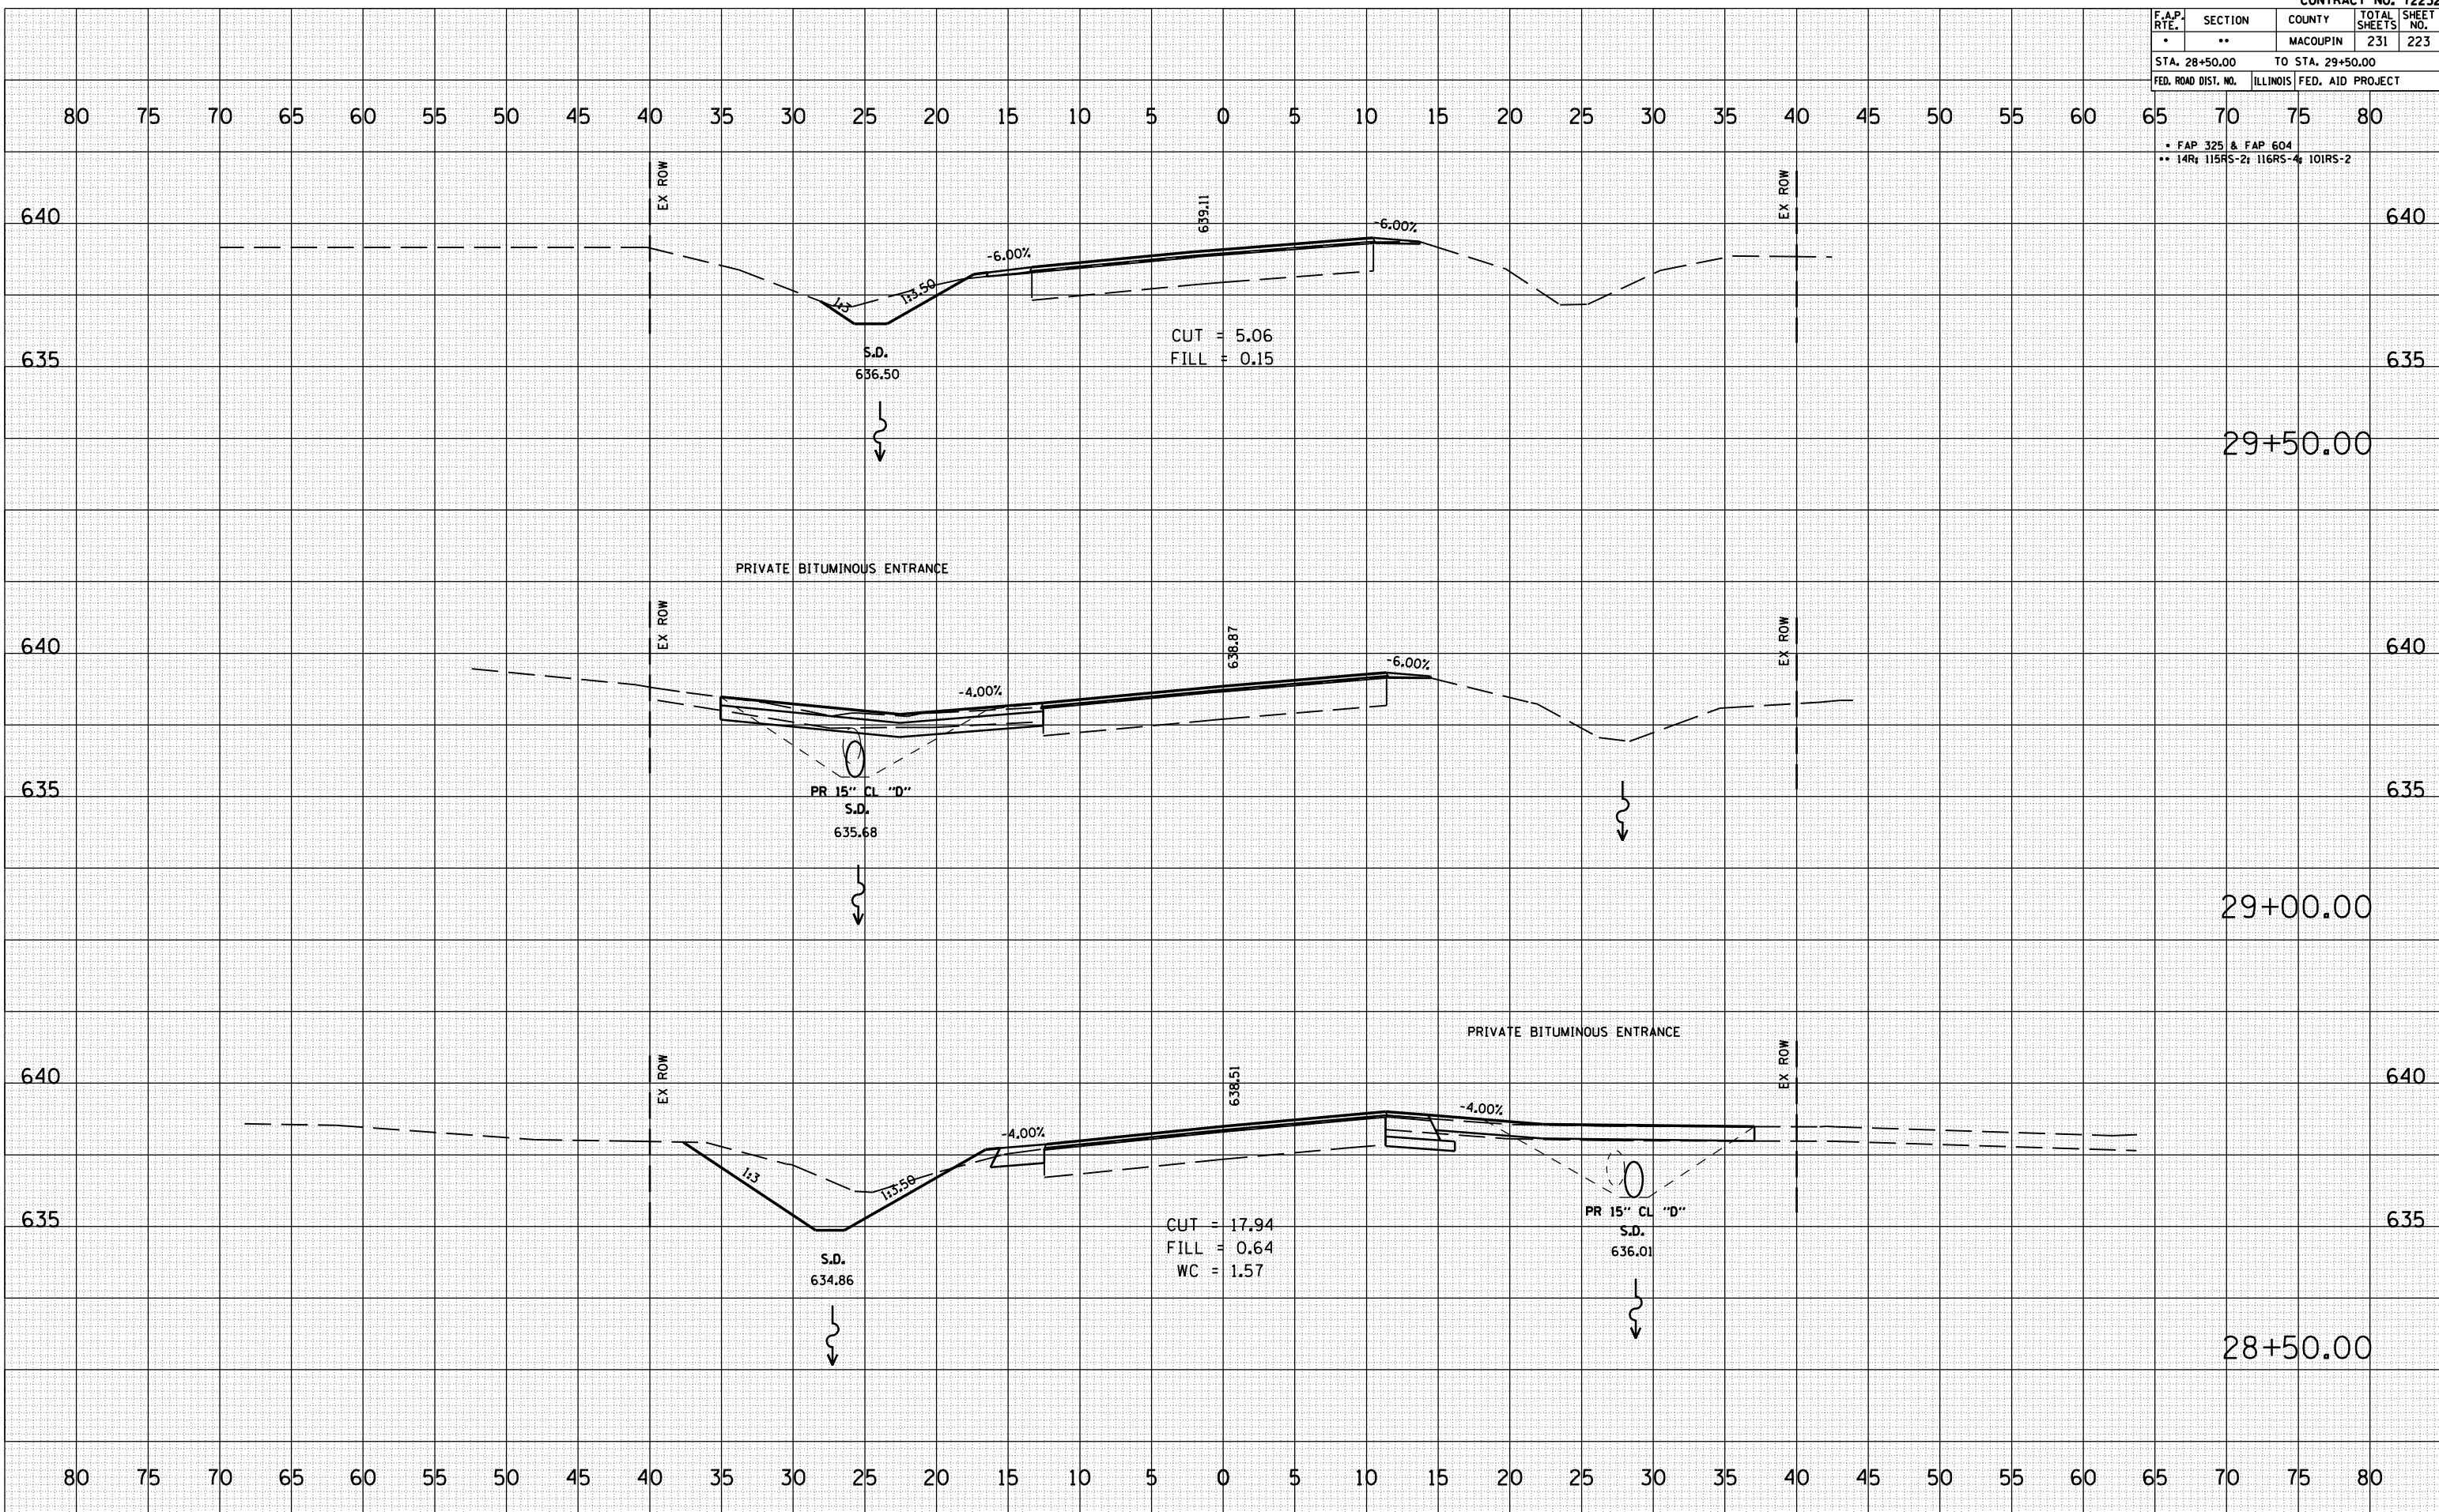 CONTRACT NO. 72232
F.A.P. RTE. SECTION COUNTY TOTAL SHEETS SHEET NO.
• •• MACOUPIN 231 223
STA. 28+50.00 TO STA. 29+50.00
FED. ROAD DIST. NO. ILLINOIS FED. AID PROJECT
80 75 70 65 60 55 50 45 40 35 30 25 20 15 10 5 0 5 10 15 20 25 30 35 40 45 50 55 60 65 70 75 80
• FAP 325 & FAP 604
•• 14R; 115RS-2; 116RS-4; 101RS-2
EX ROW
639.11
EX ROW
640
-6.00%
-6.00%
640
1:3
1:3.50
CUT = 5.06
FILL = 0.15
635
S.D.
636.50
635
29+50.00
PRIVATE BITUMINOUS ENTRANCE
EX ROW
638.87
EX ROW
640
-4.00%
-6.00%
640
635
PR 15" CL "D"
S.D.
635.68
635
29+00.00
PRIVATE BITUMINOUS ENTRANCE
EX ROW
638.51
EX ROW
640
-4.00%
-4.00%
640
1:3
1:3.50
635
CUT = 17.94
FILL = 0.64
WC = 1.57
PR 15" CL "D"
S.D.
636.01
635
S.D.
634.86
28+50.00
80 75 70 65 60 55 50 45 40 35 30 25 20 15 10 5 0 5 10 15 20 25 30 35 40 45 50 55 60 65 70 75 80